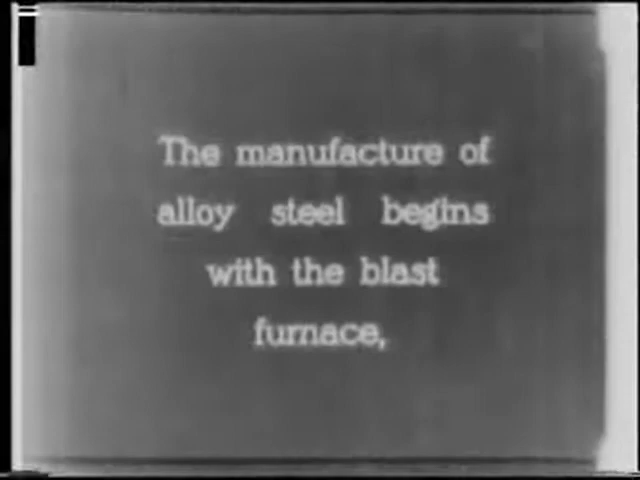 The manufacture of
alloy steel begins
with the blast
furnace,